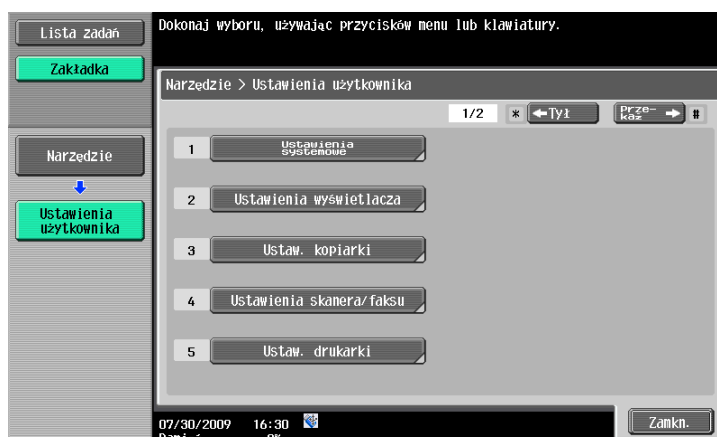 Lista zadań
Dokonaj wyboru, używając przycisków menu lub klawiatury.
Zakładka
Narzędzie > Ustawienia użytkownika
1/2 * ←Tył Prze-
każ → #
Narzędzie
Ustawienia
użytkownika
1 Ustawienia
systemowe
2 Ustawienia wyświetlacza
3 Ustaw. kopiarki
4 Ustawienia skanera/faksu
5 Ustaw. drukarki
07/30/2009 16:30
Zamkn.